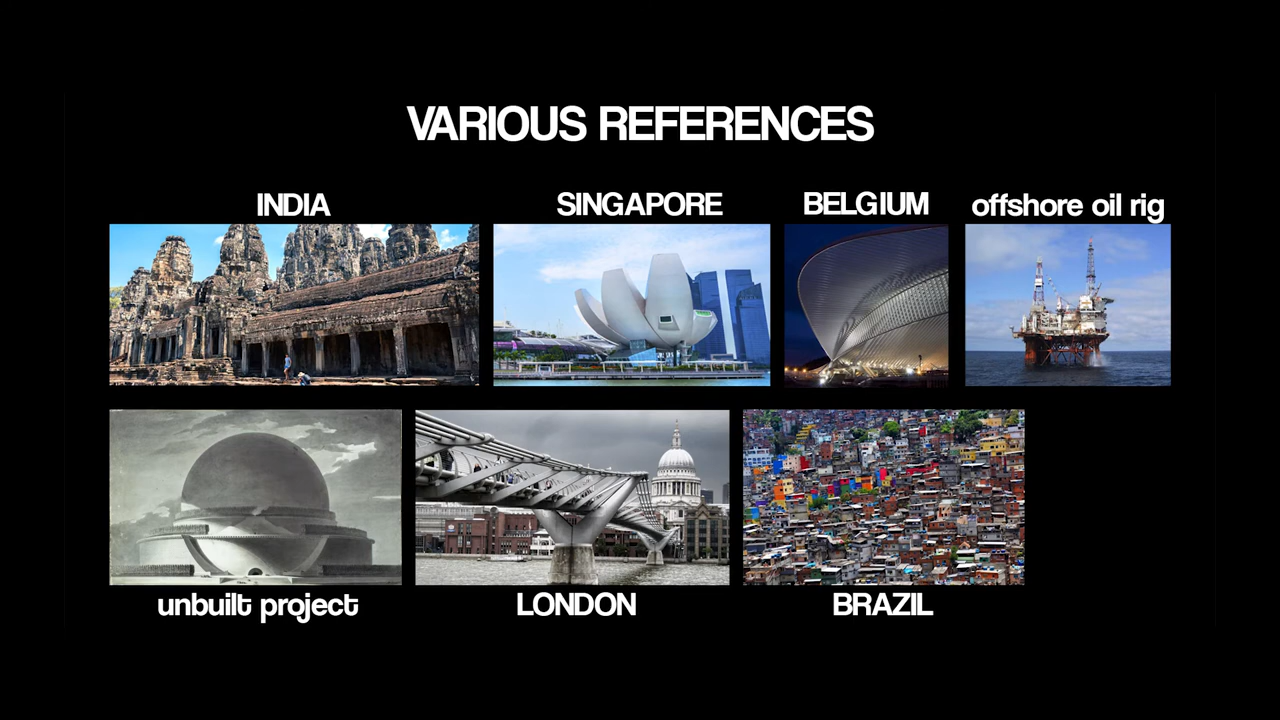 VARIOUS REFERENCES
INDIA
SINGAPORE
BELGIUM
offshore oil rig
unbuilt project
LONDON
BRAZIL